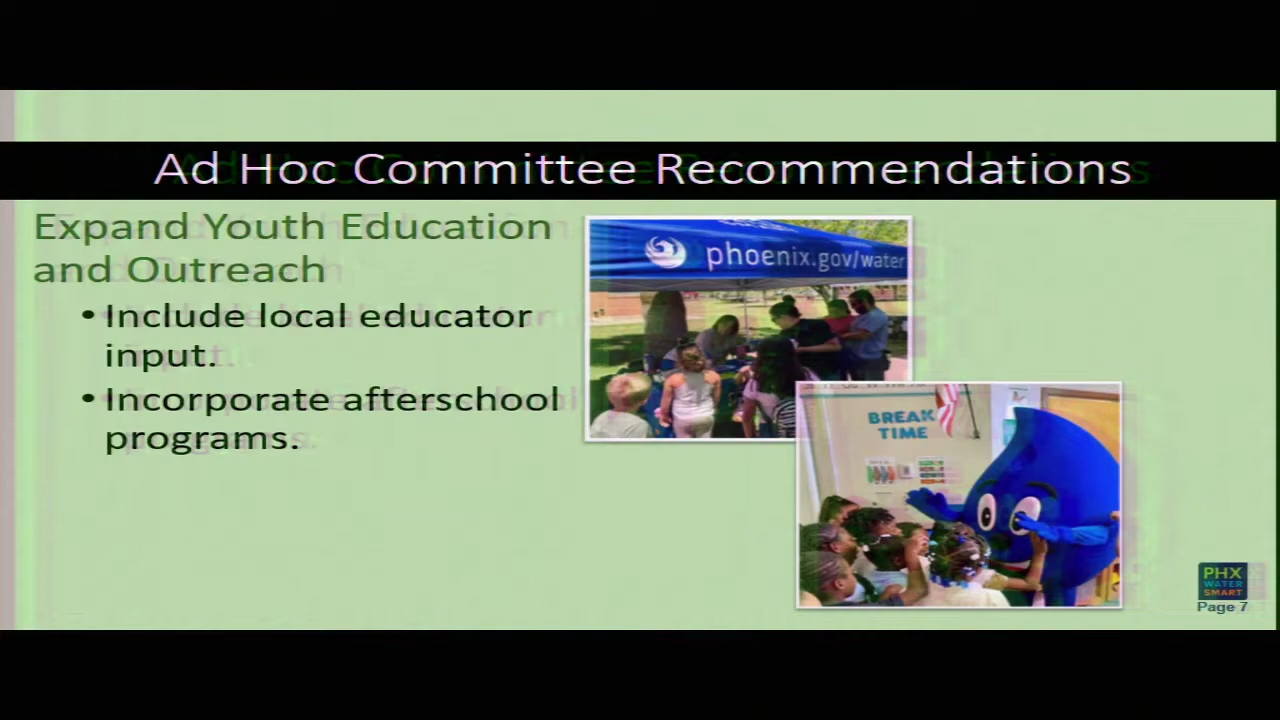 Ad Hoc Committee Recommendations
Expand Youth Education
and Outreach
• Include local educator
input.
• Incorporate afterschool
programs.
phoenix.gov/water
BREAK
TIME
PHX
WATER
SMART
Page 7